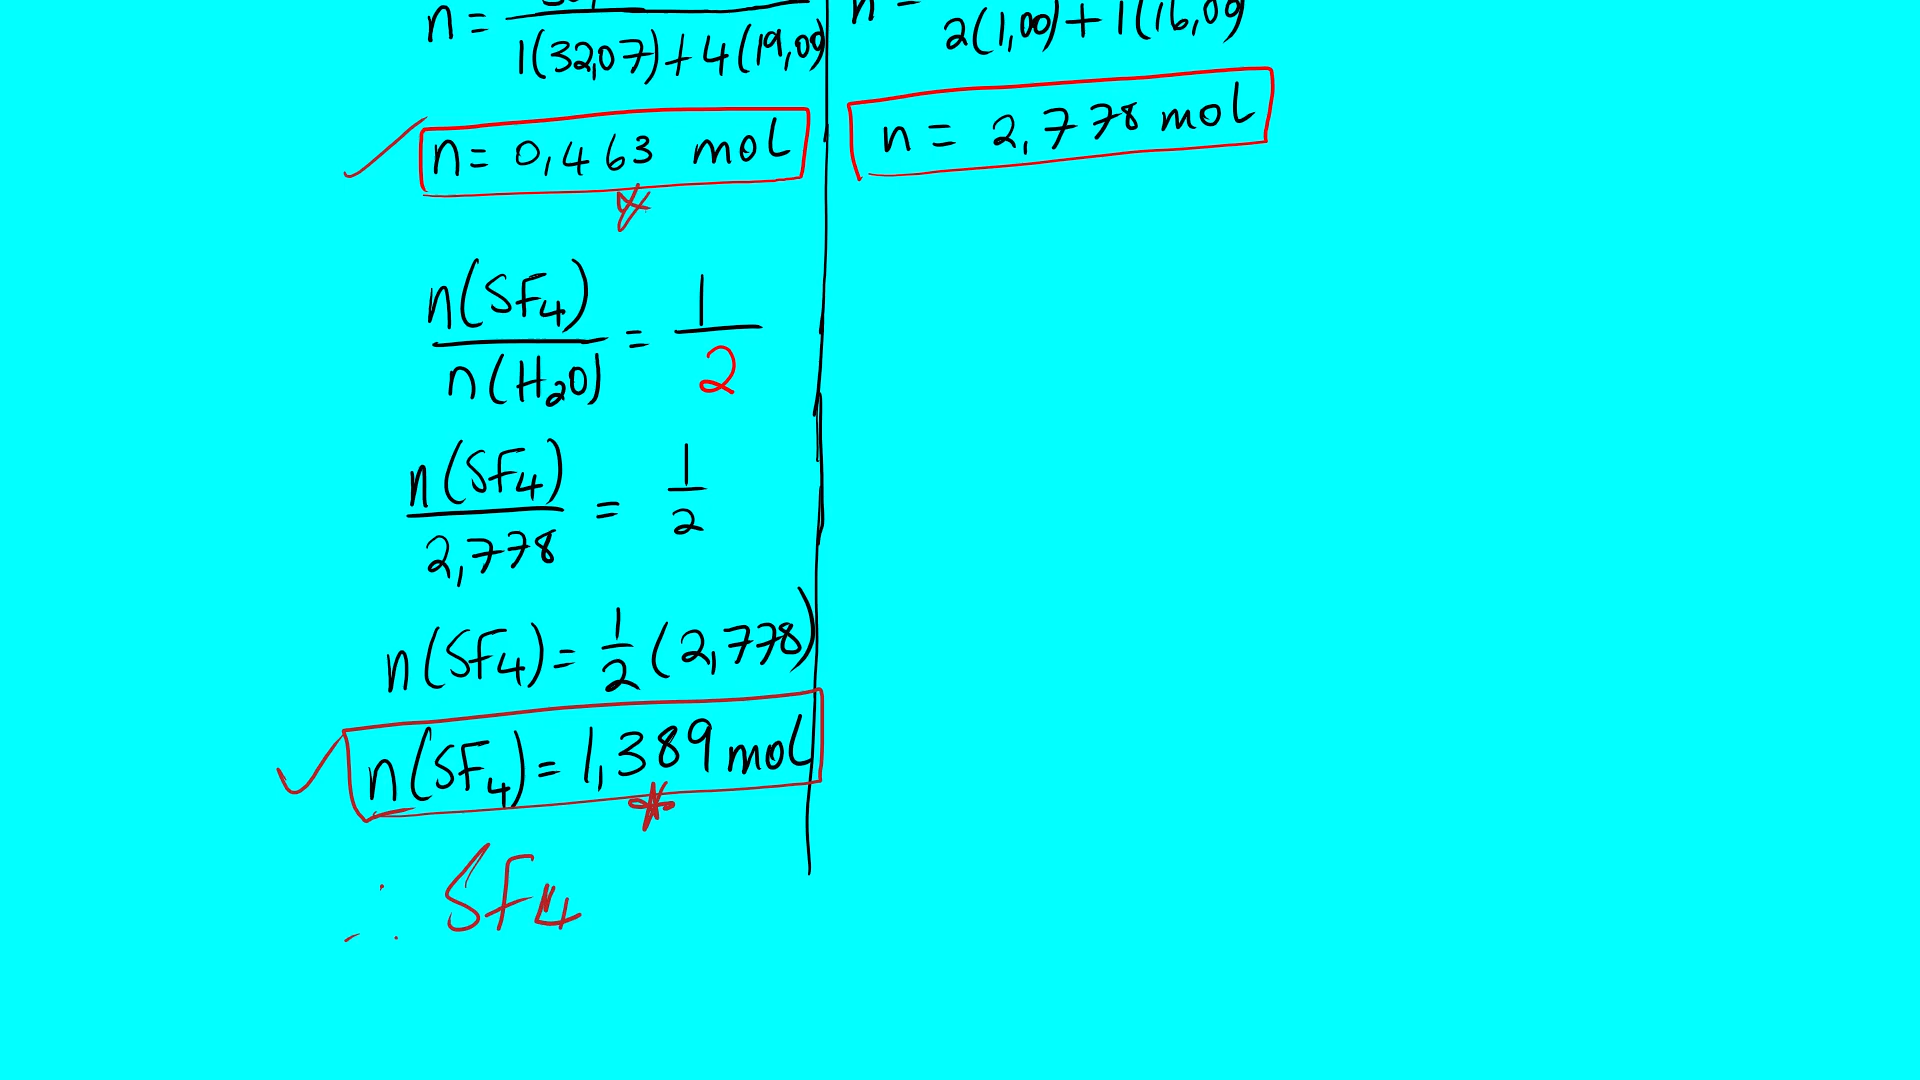 n =
1(32,07) + 4(19,00)
n = 0,463 mol
n(SF₄)
n(H₂O)
=
1
2
n(SF₄)
2,778
=
1
2
n(SF₄) = 1/2 (2,778)
n(SF₄) = 1,389 mol
∴ SF₄
2(1,00) + 1(16,00)
n = 2,778 mol